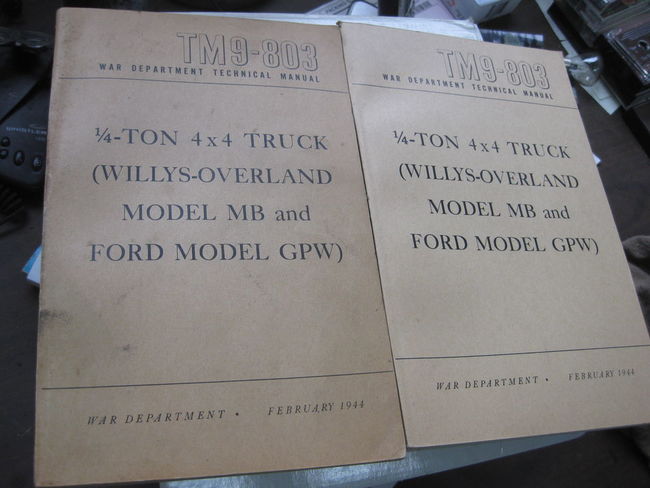 TM9-803
WAR DEPARTMENT TECHNICAL MANUAL
¼-TON 4x4 TRUCK
(WILLYS-OVERLAND
MODEL MB and
FORD MODEL GPW)
WAR DEPARTMENT • FEBRUARY 1944
TM9-803
WAR DEPARTMENT TECHNICAL MANUAL
¼-TON 4x4 TRUCK
(WILLYS-OVERLAND
MODEL MB and
FORD MODEL GPW)
WAR DEPARTMENT • FEBRUARY 1944